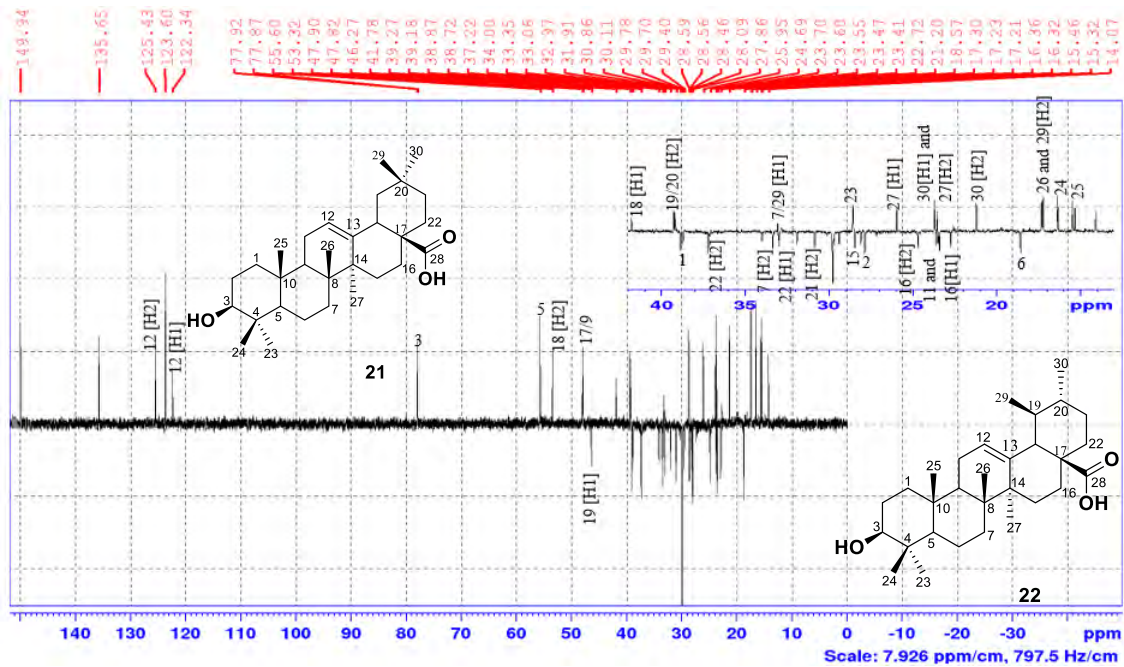 149.94
135.65
125.43
123.60
122.34
77.92
77.87
55.60
53.32
47.90
47.82
46.27
41.78
39.27
39.18
38.87
38.72
37.22
34.00
33.35
33.06
32.97
31.91
30.86
30.11
29.78
29.70
29.40
28.59
28.56
28.46
26.09
27.86
25.95
24.69
23.70
23.60
23.55
23.47
23.41
22.72
21.20
18.57
17.30
17.23
17.21
16.36
16.32
15.46
15.32
14.07
18 [H1]
19/20 [H2]
1
22 [H2]
7 [H2]
7/29 [H1]
22 [H1]
21 [H2]
23
15
2
27 [H1]
16[H2]
30[H1] and
27[H2]
11 and
16[H1]
30 [H2]
6
26 and 29[H2]
24
25
40 35 30 25 20 ppm
29 30
20
12 13 22
25 26 17 O
1 28
10 8 14 16 OH
3 4 5 7 27
HO
24 23
21
12 [H2]
12 [H1]
3
5
18 [H2]
17/9
19 [H1]
30
29 19 20
12 13 22
25 26 17 O
1 28
10 8 14 16 OH
3 4 5 7 27
HO
24 23
22
140 130 120 110 100 90 80 70 60 50 40 30 20 10 0 -10 -20 -30 ppm
Scale: 7.926 ppm/cm, 797.5 Hz/cm